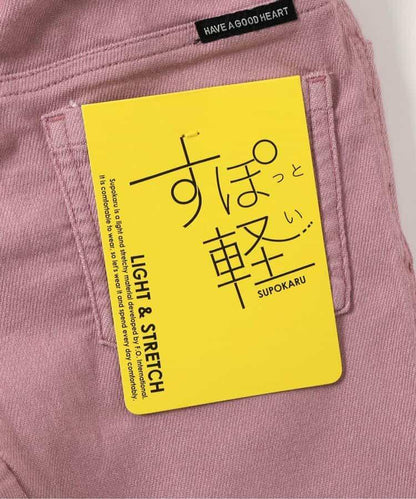 HAVE A GOOD HEART
すぽっと
軽い...
SUPOKARU
LIGHT & STRETCH
Supokaru is a light and stretchy material developed by F.O. International.
It is comfortable to wear, so let's wear it and spend every day comfortably.